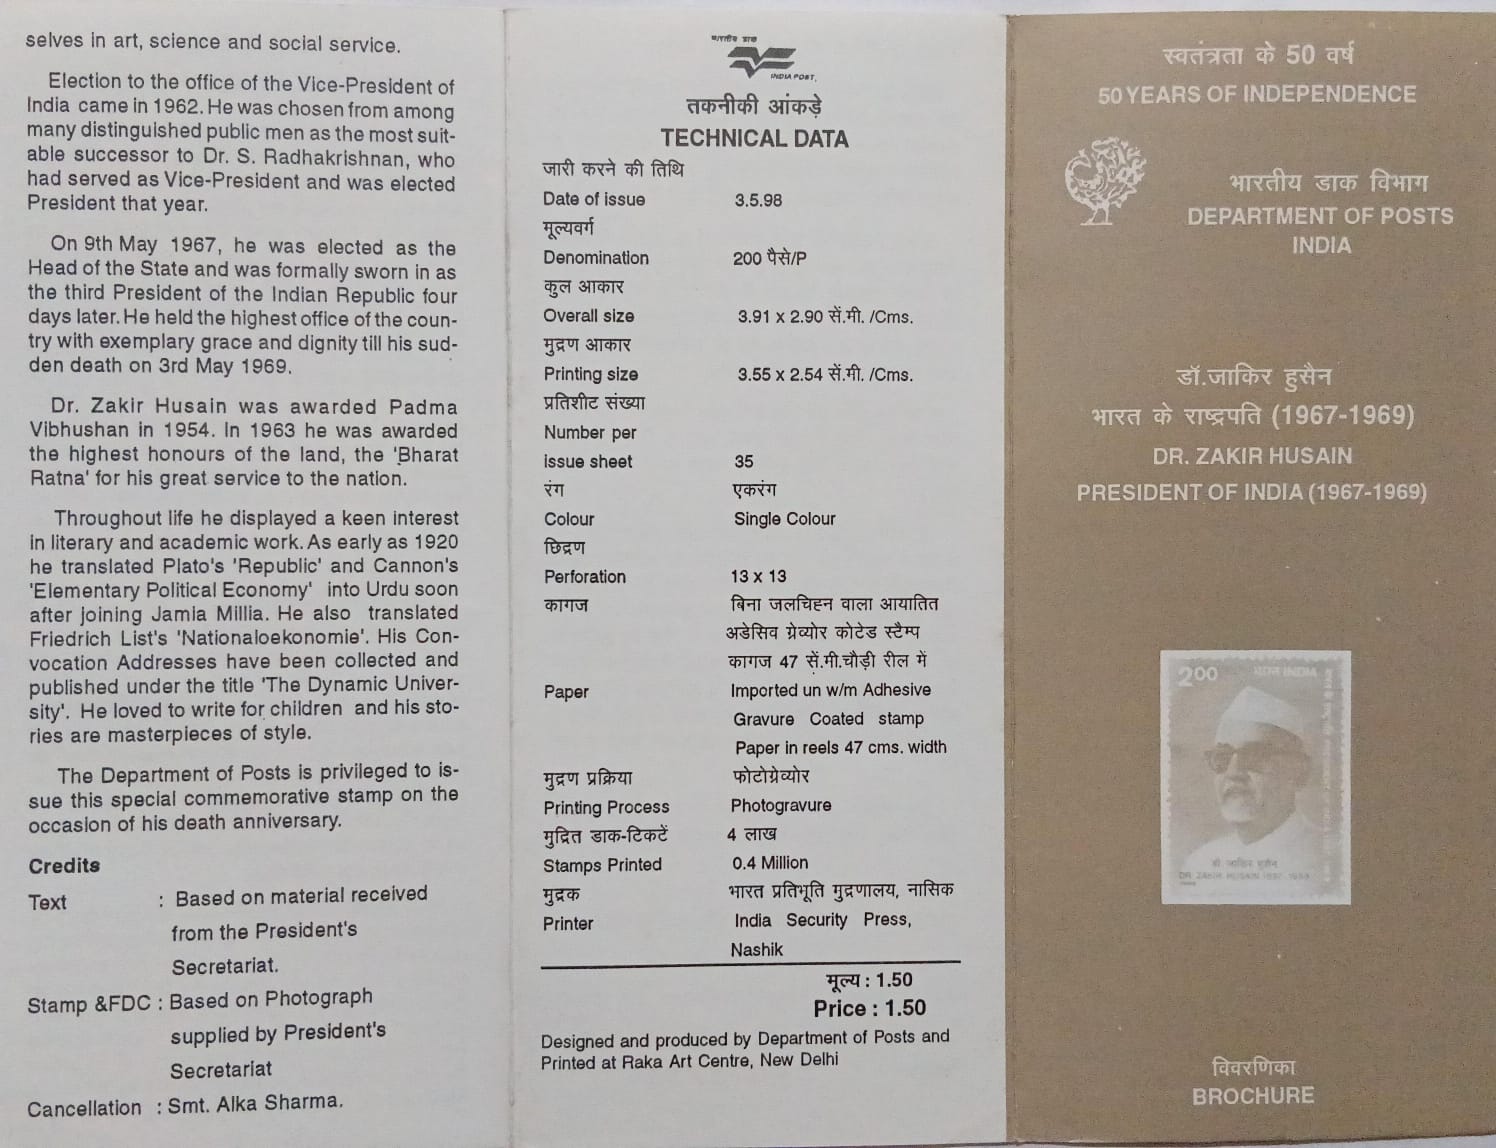 selves in art, science and social service.
Election to the office of the Vice-President of
India came in 1962. He was chosen from among
many distinguished public men as the most suit-
able successor to Dr. S. Radhakrishnan, who
had served as Vice-President and was elected
President that year.
On 9th May 1967, he was elected as the
Head of the State and was formally sworn in as
the third President of the Indian Republic four
days later. He held the highest office of the coun-
try with exemplary grace and dignity till his sud-
den death on 3rd May 1969.
Dr. Zakir Husain was awarded Padma
Vibhushan in 1954. In 1963 he was awarded
the highest honours of the land, the 'Bharat
Ratna' for his great service to the nation.
Throughout life he displayed a keen interest
in literary and academic work. As early as 1920
he translated Plato's 'Republic' and Cannon's
'Elementary Political Economy' into Urdu soon
after joining Jamia Millia. He also translated
Friedrich List's 'Nationaloekonomie'. His Con-
vocation Addresses have been collected and
published under the title 'The Dynamic Univer-
sity'. He loved to write for children and his sto-
ries are masterpieces of style.
The Department of Posts is privileged to is-
sue this special commemorative stamp on the
occasion of his death anniversary.
Credits
Text : Based on material received
from the President's
Secretariat.
Stamp &FDC : Based on Photograph
supplied by President's
Secretariat
Cancellation : Smt. Alka Sharma.
भारतीय डाक
INDIA POST
तकनीकी आंकड़े
TECHNICAL DATA
जारी करने की तिथि
Date of issue 3.5.98
मूल्यवर्ग
Denomination 200 पैसे/P
कुल आकार
Overall size 3.91 x 2.90 सें.मी. /Cms.
मुद्रण आकार
Printing size 3.55 x 2.54 सें.मी. /Cms.
प्रतिशीट संख्या
Number per
issue sheet 35
रंग एकरंग
Colour Single Colour
छिद्रण
Perforation 13 x 13
कागज बिना जलचिह्न वाला आयातित
अडेसिव ग्रेव्योर कोटेड स्टैम्प
कागज 47 सें.मी.चौड़ी रील में
Paper Imported un w/m Adhesive
Gravure Coated stamp
Paper in reels 47 cms. width
मुद्रण प्रक्रिया फोटोग्रेव्योर
Printing Process Photogravure
मुद्रित डाक-टिकटें 4 लाख
Stamps Printed 0.4 Million
मुद्रक भारत प्रतिभूति मुद्रणालय, नासिक
Printer India Security Press,
Nashik
मूल्य : 1.50
Price : 1.50
Designed and produced by Department of Posts and
Printed at Raka Art Centre, New Delhi
स्वतंत्रता के 50 वर्ष
50 YEARS OF INDEPENDENCE
भारतीय डाक विभाग
DEPARTMENT OF POSTS
INDIA
डॉ.जाकिर हुसैन
भारत के राष्ट्रपति (1967-1969)
DR. ZAKIR HUSAIN
PRESIDENT OF INDIA (1967-1969)
200 भारत INDIA
डॉ. जाकिर हुसैन
DR. ZAKIR HUSAIN 1897-1969
विवरणिका
BROCHURE